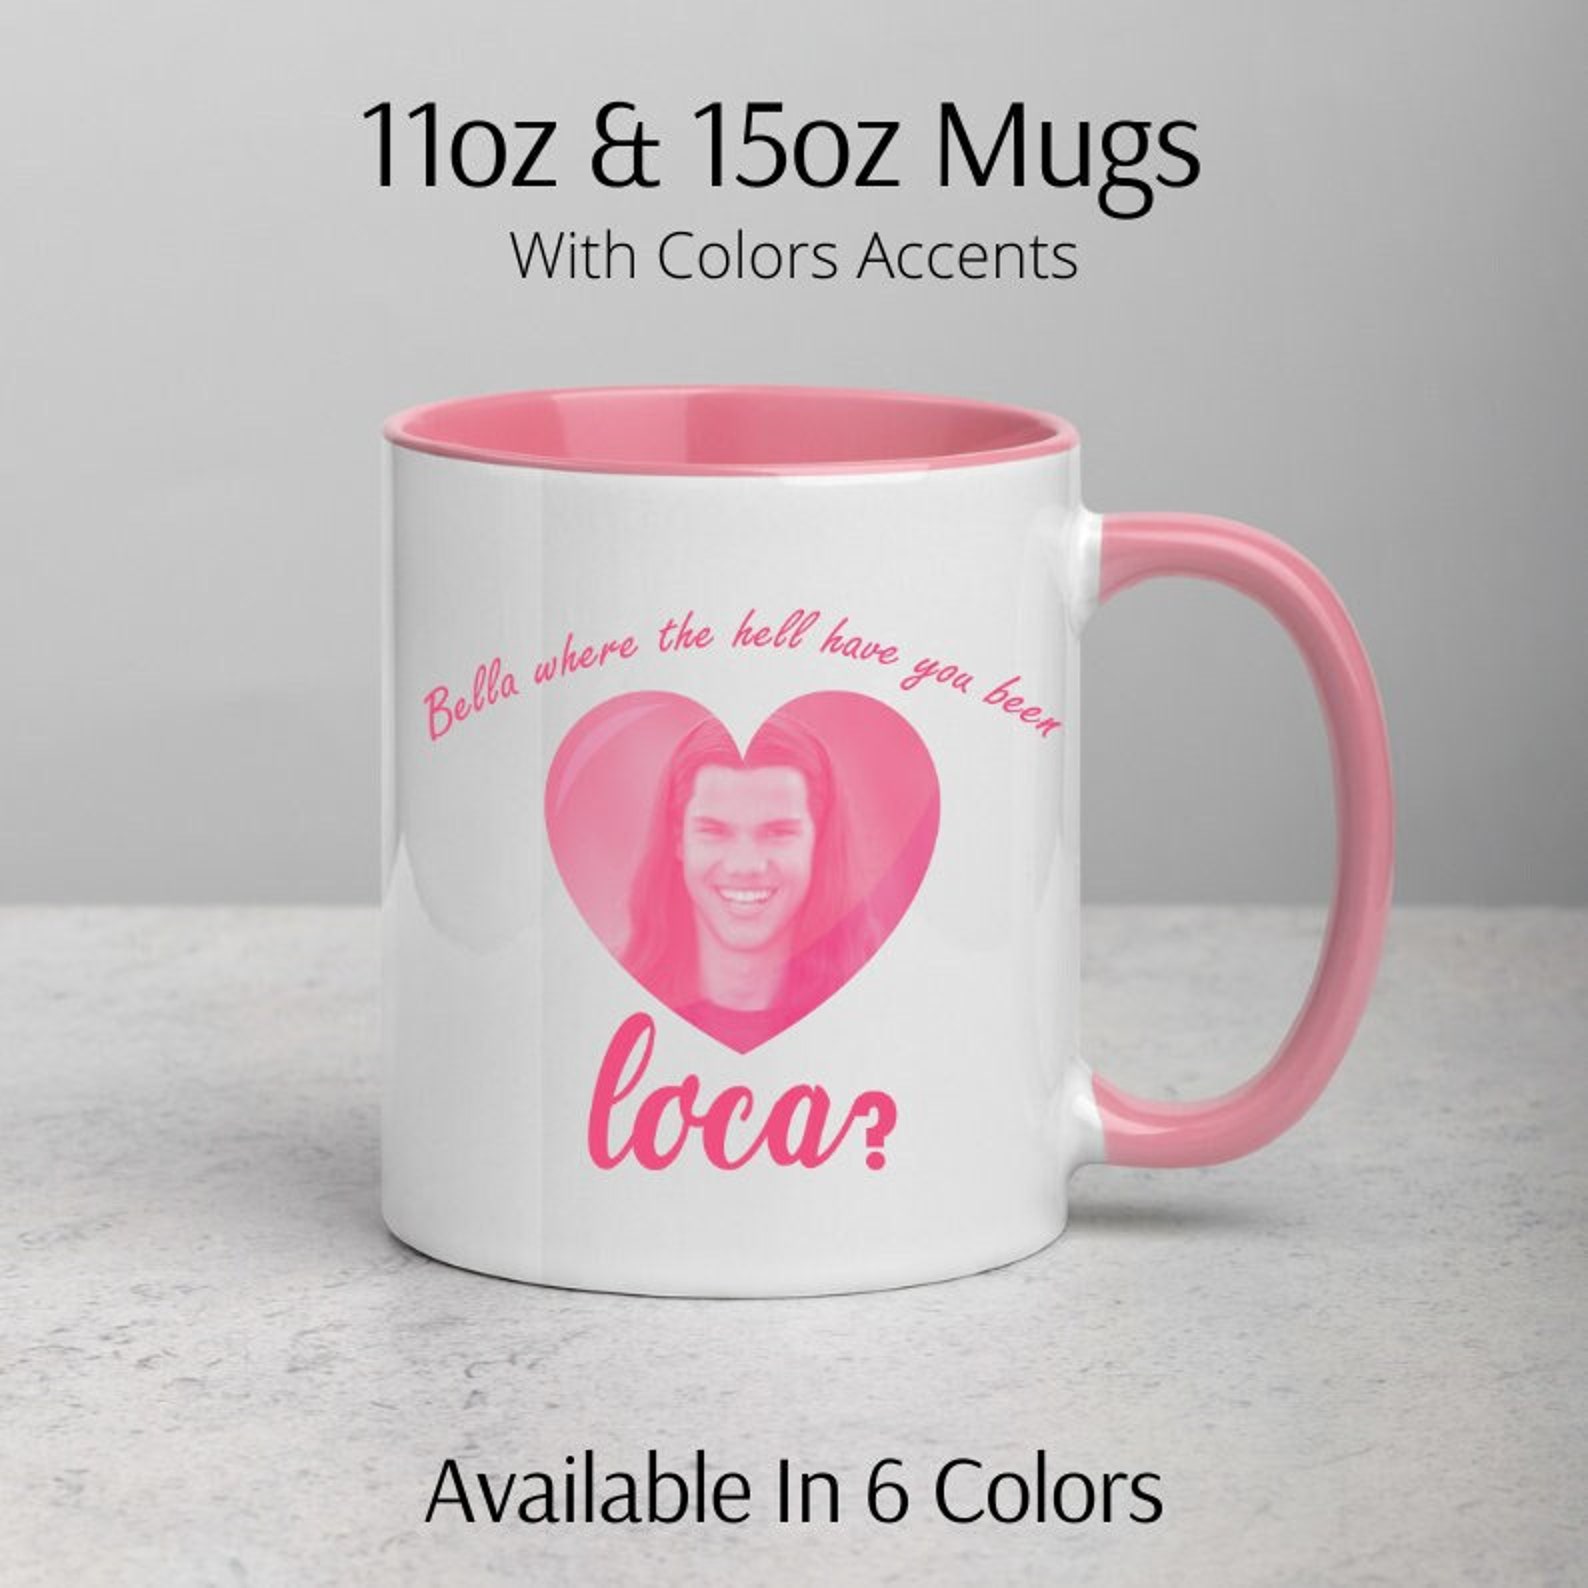 11oz & 15oz Mugs
With Colors Accents
Bella where the hell have you been
loca?
Available In 6 Colors